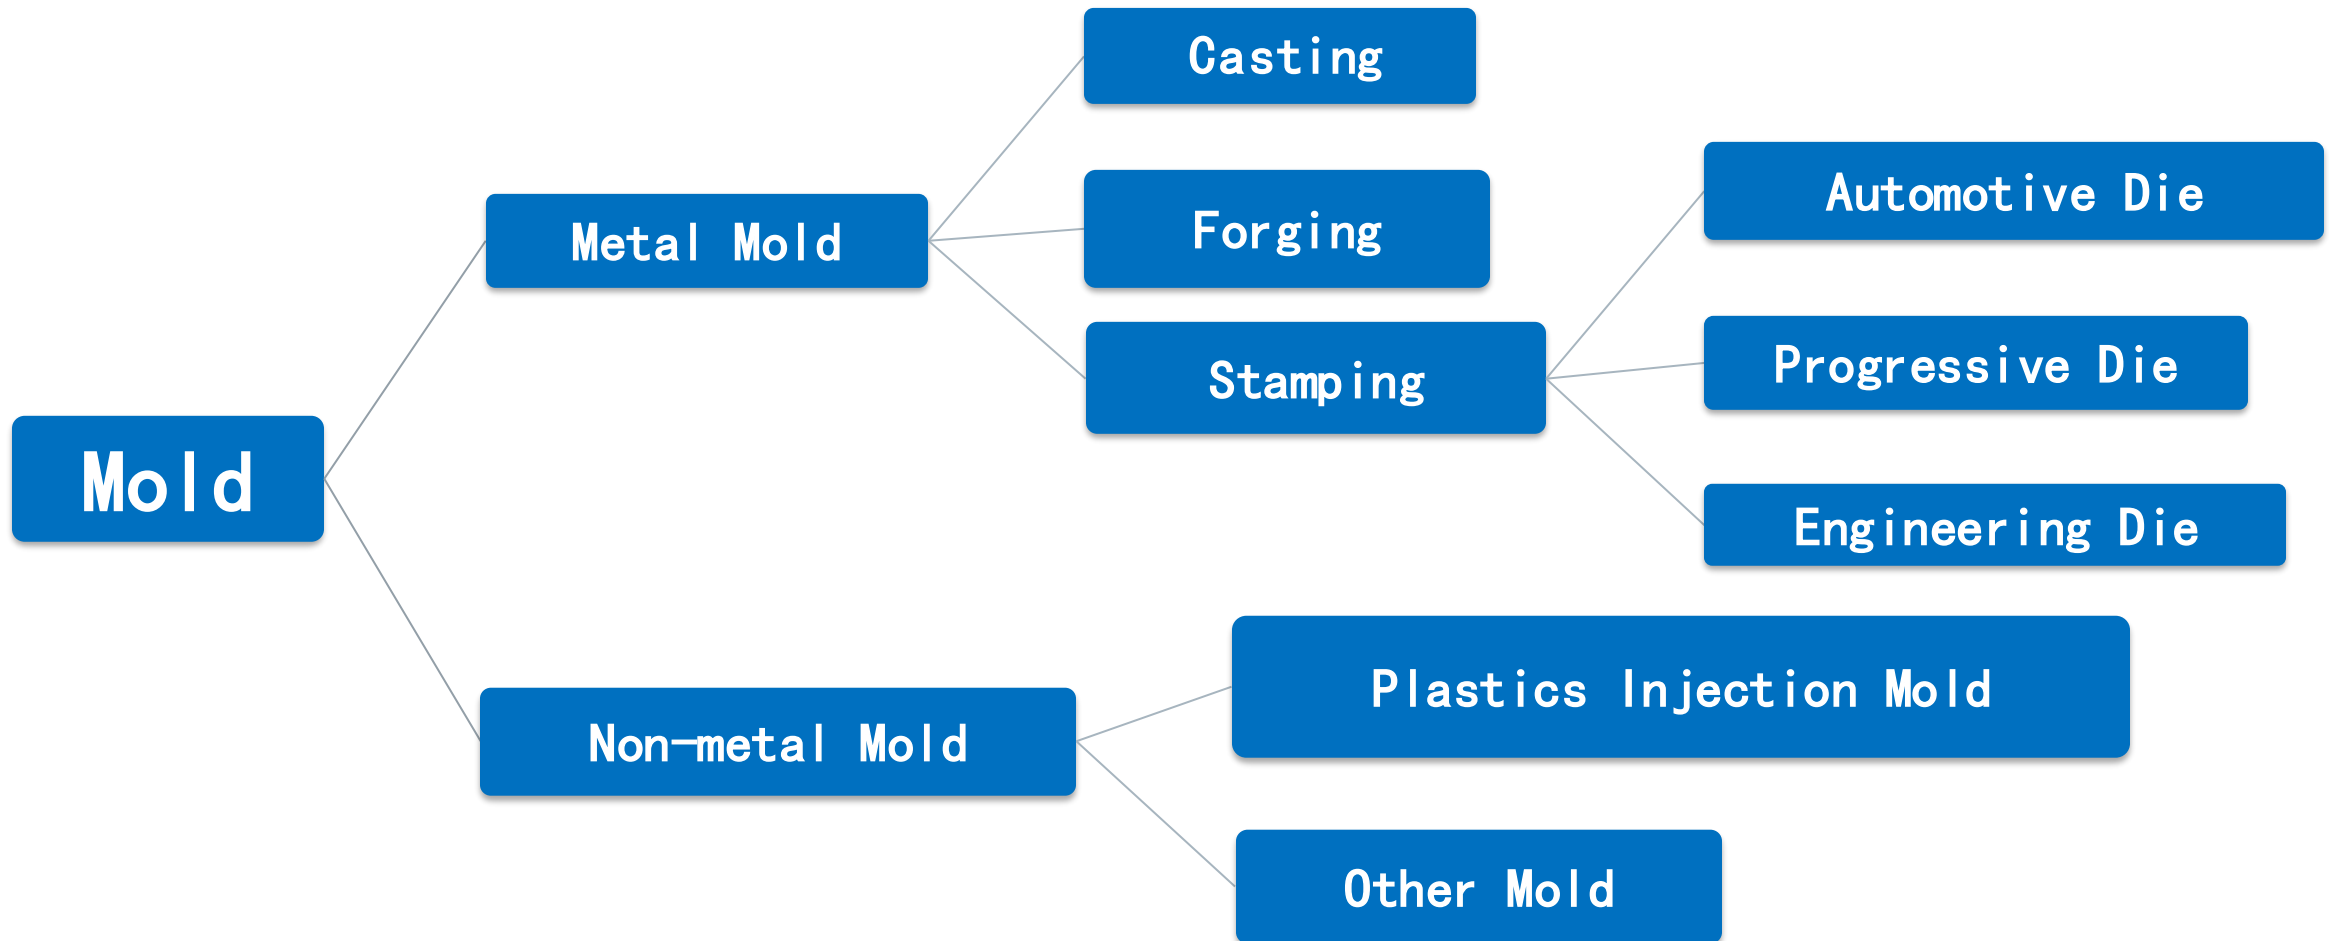 Mold
Metal Mold
Casting
Forging
Stamping
Automotive Die
Progressive Die
Engineering Die
Non-metal Mold
Plastics Injection Mold
Other Mold